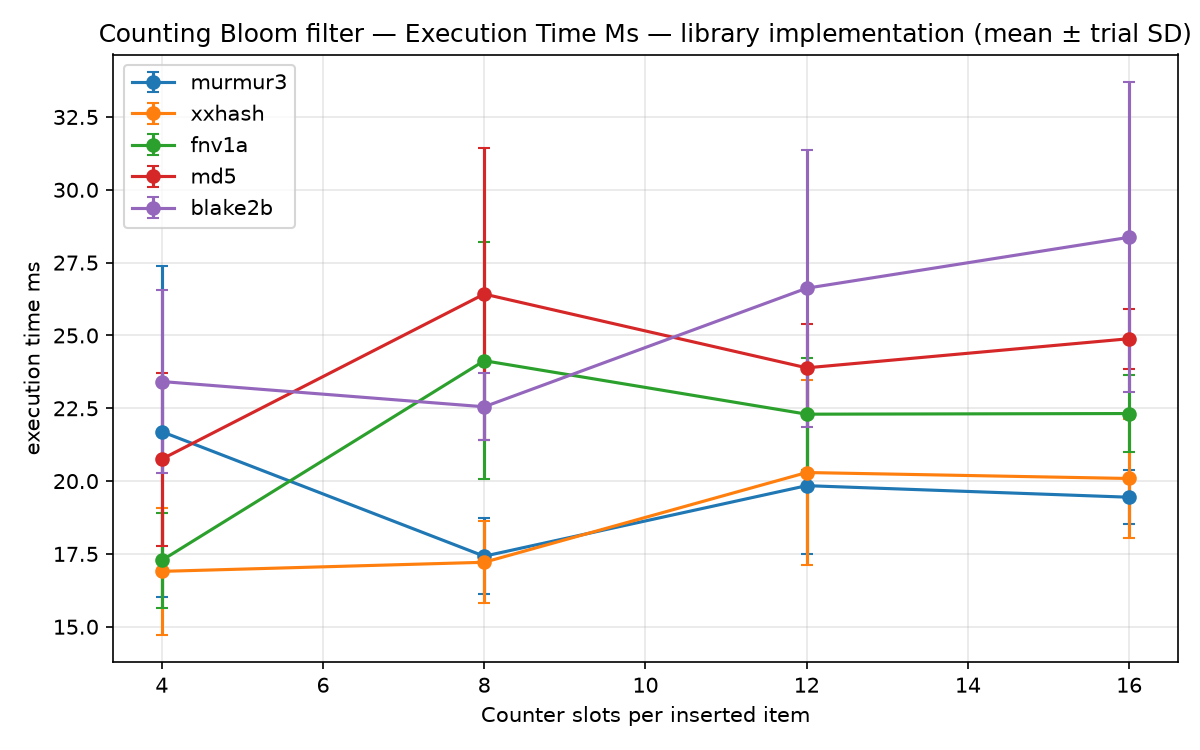 Counting Bloom filter — Execution Time Ms — library implementation (mean ± trial SD)
murmur3
xxhash
fnv1a
md5
blake2b
execution time ms
32.5
30.0
27.5
25.0
22.5
20.0
17.5
15.0
4
6
8
10
12
14
16
Counter slots per inserted item